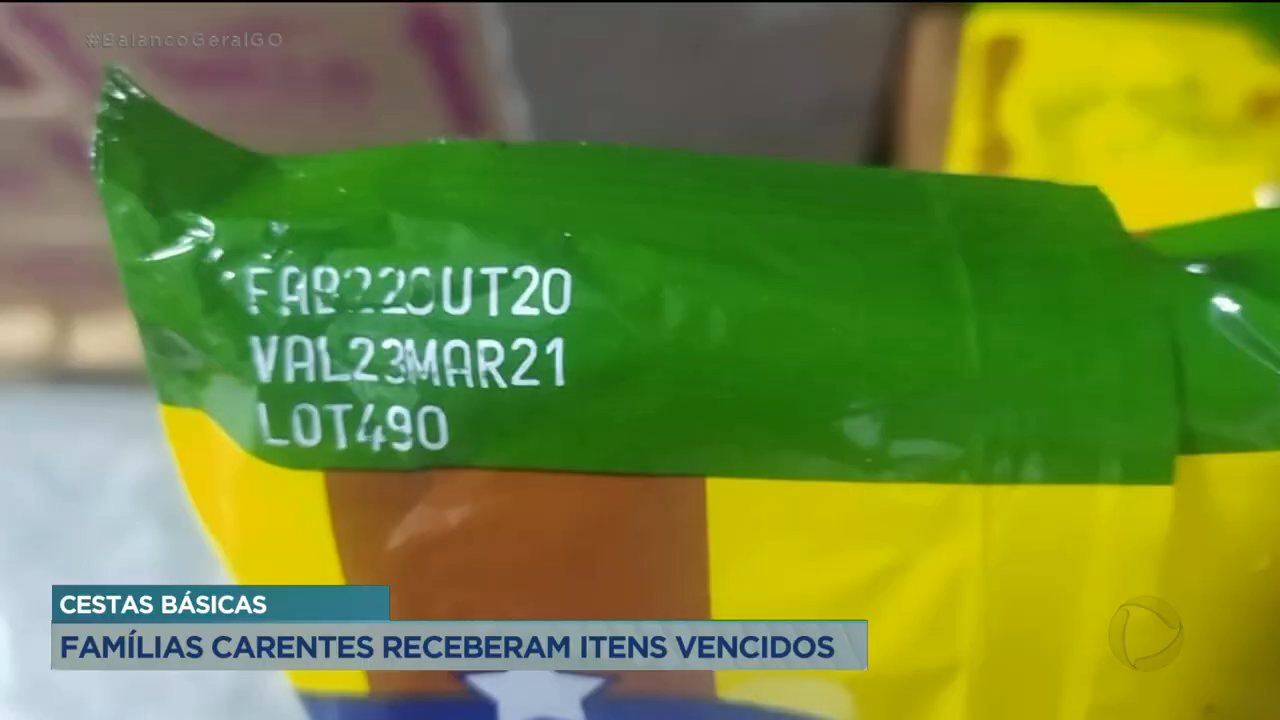 #BalancoGeralGO
FAB22OUT20
VAL23MAR21
LOT490
CESTAS BÁSICAS
FAMÍLIAS CARENTES RECEBERAM ITENS VENCIDOS